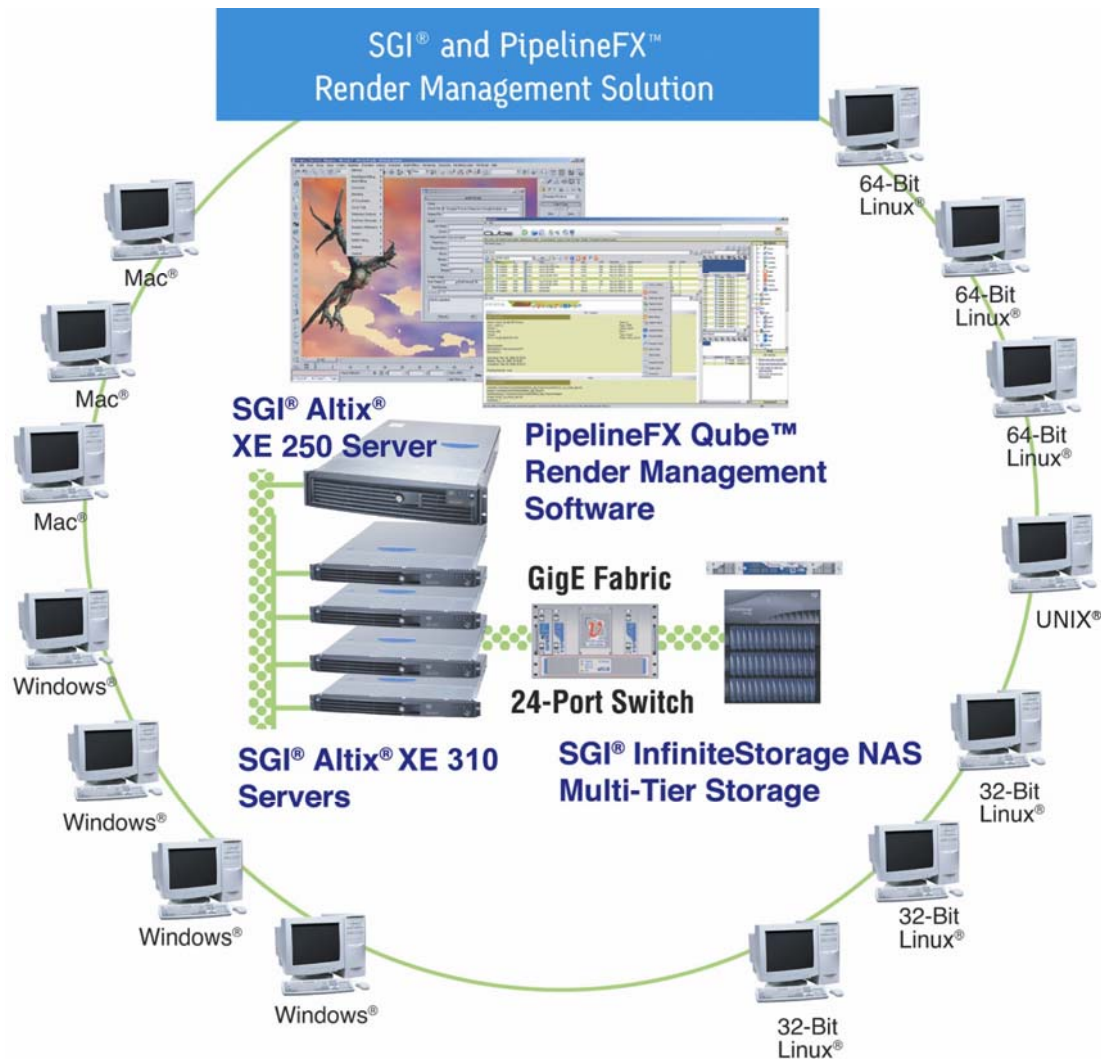 SGI® and PipelineFX™
Render Management Solution
Mac®
Mac®
Mac®
Windows®
Windows®
Windows®
Windows®
64-Bit
Linux®
64-Bit
Linux®
64-Bit
Linux®
UNIX®
32-Bit
Linux®
32-Bit
Linux®
32-Bit
Linux®
Qube
SGI® Altix®
XE 250 Server
PipelineFX Qube™
Render Management
Software
GigE Fabric
24-Port Switch
SGI® Altix® XE 310
Servers
SGI® InfiniteStorage NAS
Multi-Tier Storage